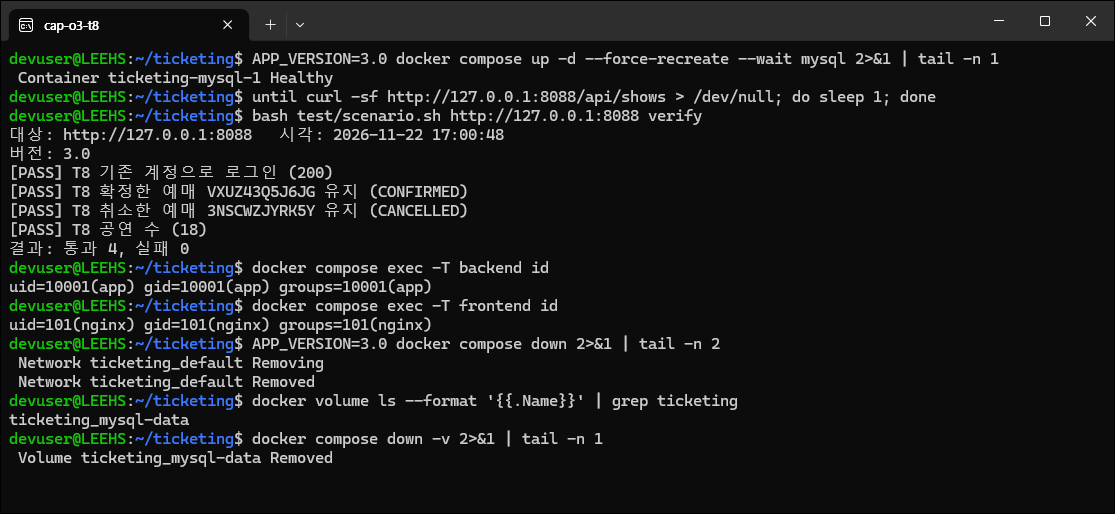 cap-o3-t8
devuser@LEEHS:~/ticketing$ APP_VERSION=3.0 docker compose up -d --force-recreate --wait mysql 2>&1 | tail -n 1
 Container ticketing-mysql-1 Healthy
devuser@LEEHS:~/ticketing$ until curl -sf http://127.0.0.1:8088/api/shows > /dev/null; do sleep 1; done
devuser@LEEHS:~/ticketing$ bash test/scenario.sh http://127.0.0.1:8088 verify
대상: http://127.0.0.1:8088   시각: 2026-11-22 17:00:48
버전: 3.0
[PASS] T8 기존 계정으로 로그인 (200)
[PASS] T8 확정한 예매 VXUZ43Q5J6JG 유지 (CONFIRMED)
[PASS] T8 취소한 예매 3NSCWZJYRK5Y 유지 (CANCELLED)
[PASS] T8 공연 수 (18)
결과: 통과 4, 실패 0
devuser@LEEHS:~/ticketing$ docker compose exec -T backend id
uid=10001(app) gid=10001(app) groups=10001(app)
devuser@LEEHS:~/ticketing$ docker compose exec -T frontend id
uid=101(nginx) gid=101(nginx) groups=101(nginx)
devuser@LEEHS:~/ticketing$ APP_VERSION=3.0 docker compose down 2>&1 | tail -n 2
 Network ticketing_default Removing
 Network ticketing_default Removed
devuser@LEEHS:~/ticketing$ docker volume ls --format '{{.Name}}' | grep ticketing
ticketing_mysql-data
devuser@LEEHS:~/ticketing$ docker compose down -v 2>&1 | tail -n 1
 Volume ticketing_mysql-data Removed